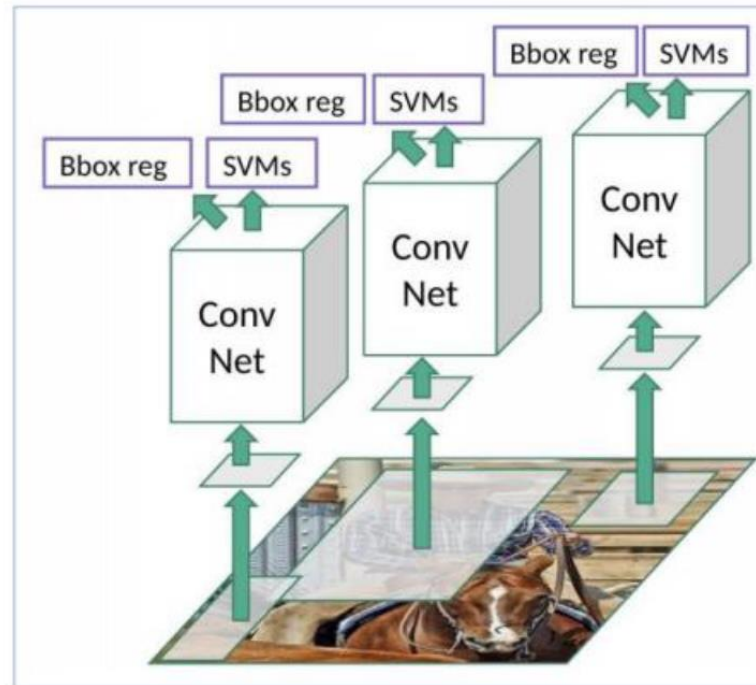 Bbox reg SVMs
Bbox reg SVMs
Bbox reg SVMs
Conv
Net
Conv
Net
Conv
Net